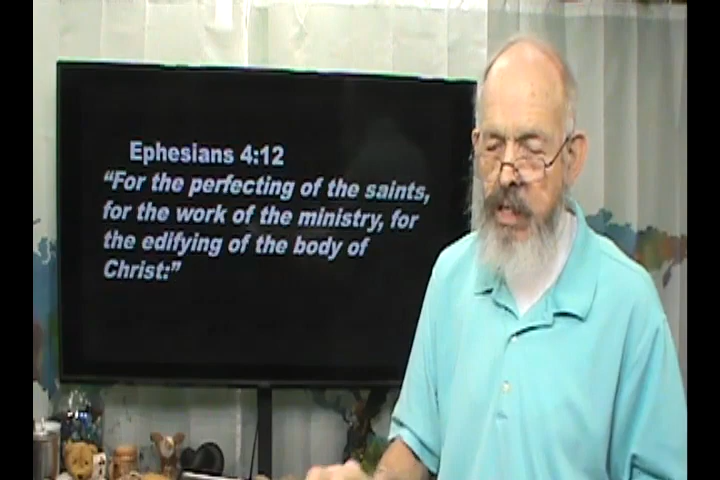 Ephesians 4:12
“For the perfecting of the saints,
for the work of the ministry, for
the edifying of the body of
Christ:”